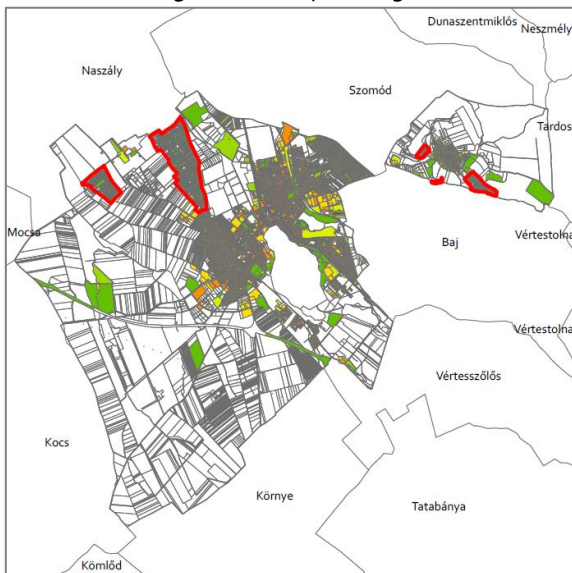 Dunaszentmiklós
Neszmély
Naszály
Szomód
Tardos
Mocsa
Baj
Vértestolna
Vértestolna
Vértesszőlős
Kocs
Környe
Tatabánya
Kömlőd